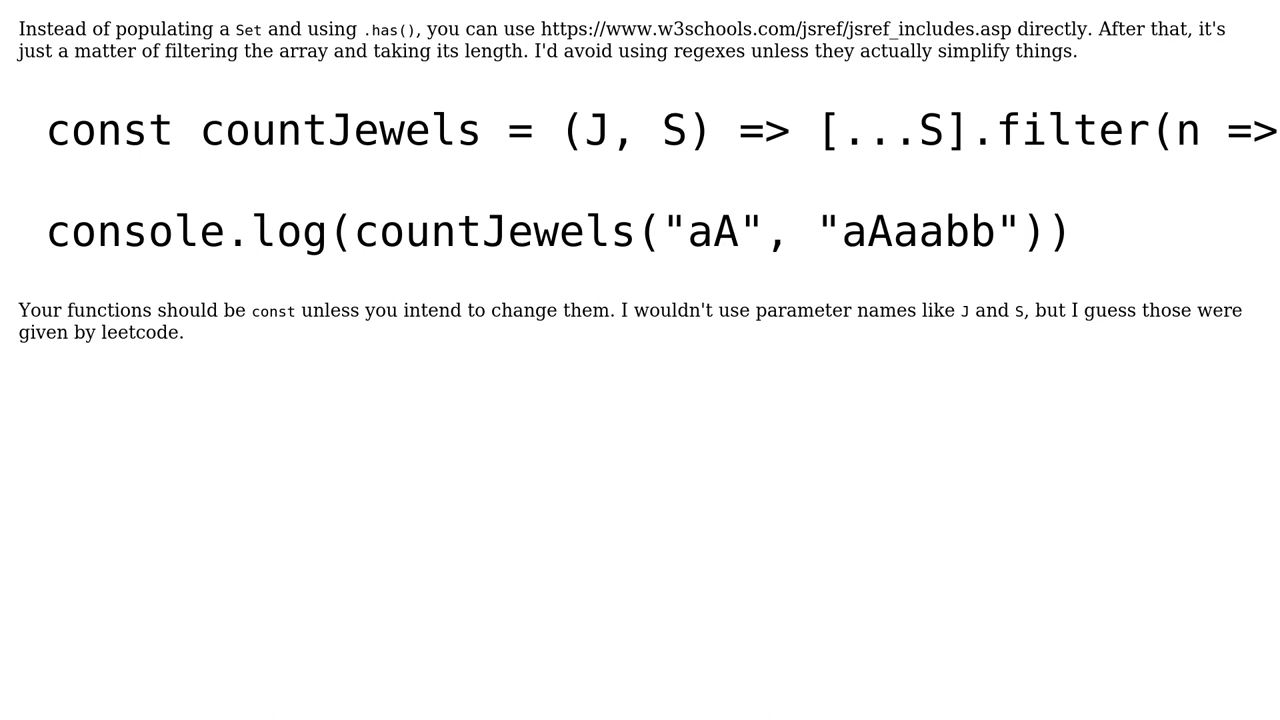 Instead of populating a Set and using .has(), you can use https://www.w3schools.com/jsref/jsref_includes.asp directly. After that, it's
just a matter of filtering the array and taking its length. I'd avoid using regexes unless they actually simplify things.
const countJewels = (J, S) => [...S].filter(n =>
console.log(countJewels("aA", "aAaabb"))
Your functions should be const unless you intend to change them. I wouldn't use parameter names like J and S, but I guess those were
given by leetcode.